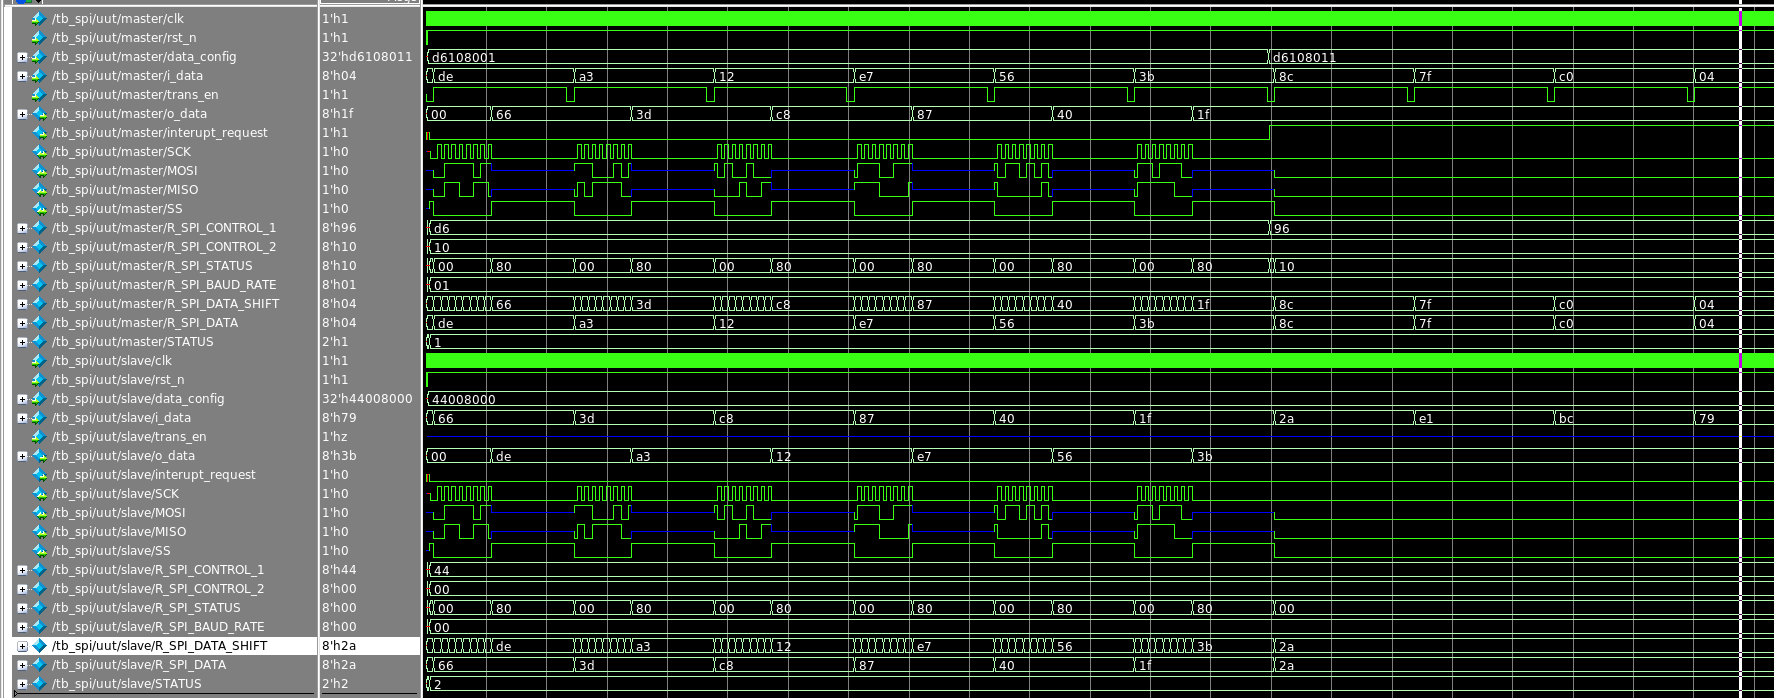 /tb_spi/uut/master/clk 1'h1
/tb_spi/uut/master/rst_n 1'h1
/tb_spi/uut/master/data_config 32'hd6108011 d6108001 d6108011
/tb_spi/uut/master/i_data 8'h04 de a3 12 e7 56 3b 8c 7f c0 04
/tb_spi/uut/master/trans_en 1'h1
/tb_spi/uut/master/o_data 8'h1f 00 66 3d c8 87 40 1f
/tb_spi/uut/master/interupt_request 1'h1
/tb_spi/uut/master/SCK 1'h0
/tb_spi/uut/master/MOSI 1'h0
/tb_spi/uut/master/MISO 1'h0
/tb_spi/uut/master/SS 1'h0
/tb_spi/uut/master/R_SPI_CONTROL_1 8'h96 d6 96
/tb_spi/uut/master/R_SPI_CONTROL_2 8'h10 10
/tb_spi/uut/master/R_SPI_STATUS 8'h10 00 80 00 80 00 80 00 80 00 80 00 80 10
/tb_spi/uut/master/R_SPI_BAUD_RATE 8'h01 01
/tb_spi/uut/master/R_SPI_DATA_SHIFT 8'h04 66 3d c8 87 40 1f 8c 7f c0 04
/tb_spi/uut/master/R_SPI_DATA 8'h04 de a3 12 e7 56 3b 8c 7f c0 04
/tb_spi/uut/master/STATUS 2'h1 1
/tb_spi/uut/slave/clk 1'h1
/tb_spi/uut/slave/rst_n 1'h1
/tb_spi/uut/slave/data_config 32'h44008000 44008000
/tb_spi/uut/slave/i_data 8'h79 66 3d c8 87 40 1f 2a e1 bc 79
/tb_spi/uut/slave/trans_en 1'hz
/tb_spi/uut/slave/o_data 8'h3b 00 de a3 12 e7 56 3b
/tb_spi/uut/slave/interupt_request 1'h0
/tb_spi/uut/slave/SCK 1'h0
/tb_spi/uut/slave/MOSI 1'h0
/tb_spi/uut/slave/MISO 1'h0
/tb_spi/uut/slave/SS 1'h0
/tb_spi/uut/slave/R_SPI_CONTROL_1 8'h44 44
/tb_spi/uut/slave/R_SPI_CONTROL_2 8'h00 00
/tb_spi/uut/slave/R_SPI_STATUS 8'h00 00 80 00 80 00 80 00 80 00 80 00 80 00
/tb_spi/uut/slave/R_SPI_BAUD_RATE 8'h00 00
/tb_spi/uut/slave/R_SPI_DATA_SHIFT 8'h2a de a3 12 e7 56 3b 2a
/tb_spi/uut/slave/R_SPI_DATA 8'h2a 66 3d c8 87 40 1f 2a
/tb_spi/uut/slave/STATUS 2'h2 2